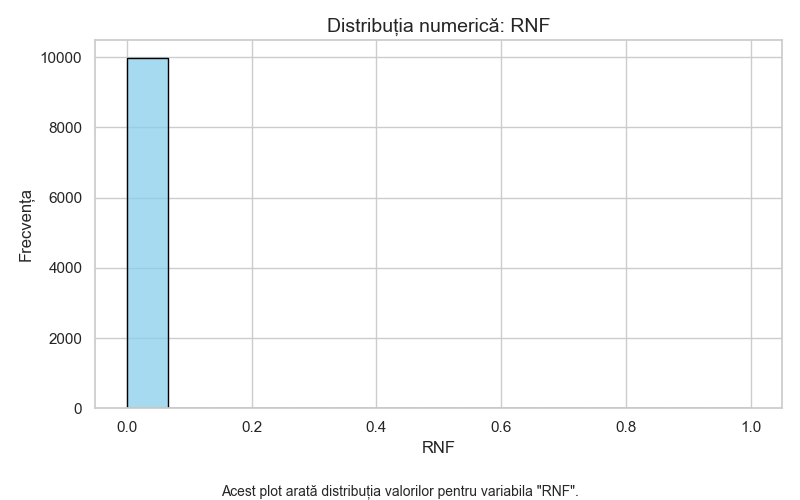 Distribuția numerică: RNF
10000
8000
6000
4000
2000
0
Frecvența
0.0 0.2 0.4 0.6 0.8 1.0
RNF
Acest plot arată distribuția valorilor pentru variabila "RNF".